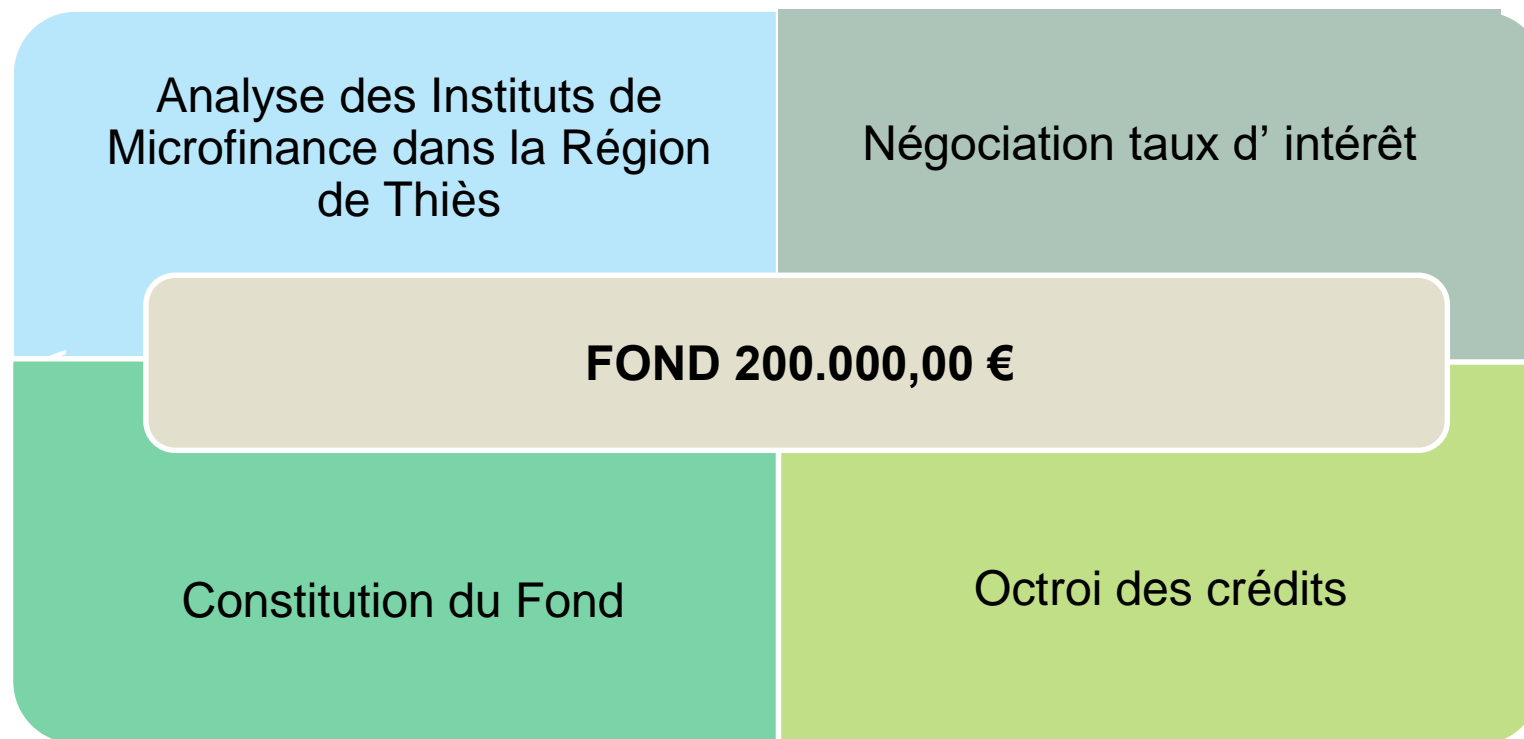 Analyse des Instituts de
Microfinance dans la Région
de Thiès
Négociation taux d’ intérêt
FOND 200.000,00 €
Constitution du Fond
Octroi des crédits